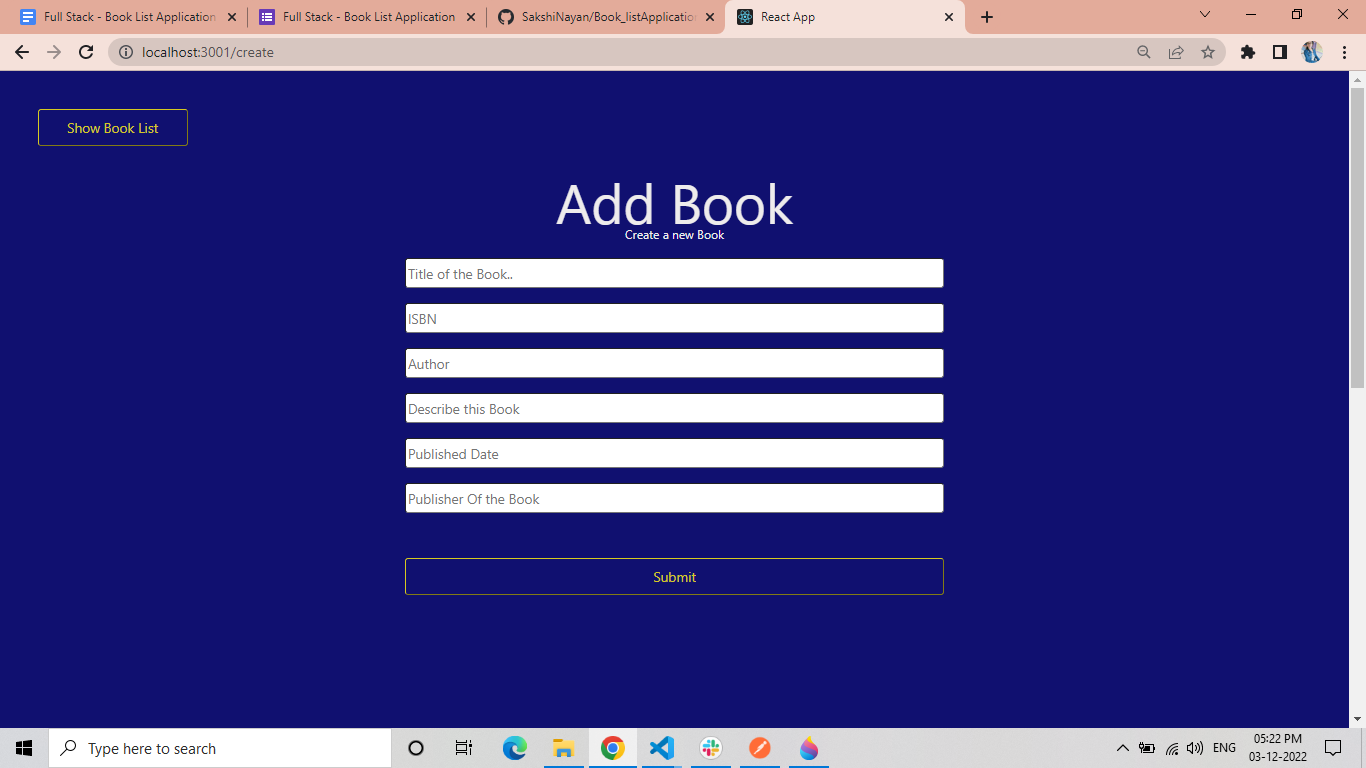 Full Stack - Book List Application
Full Stack - Book List Application
SakshiNayan/Book_listApplication
React App
localhost:3001/create
Show Book List
Add Book
Create a new Book
Title of the Book..
ISBN
Author
Describe this Book
Published Date
Publisher Of the Book
Submit
Type here to search
ENG
05:22 PM
03-12-2022